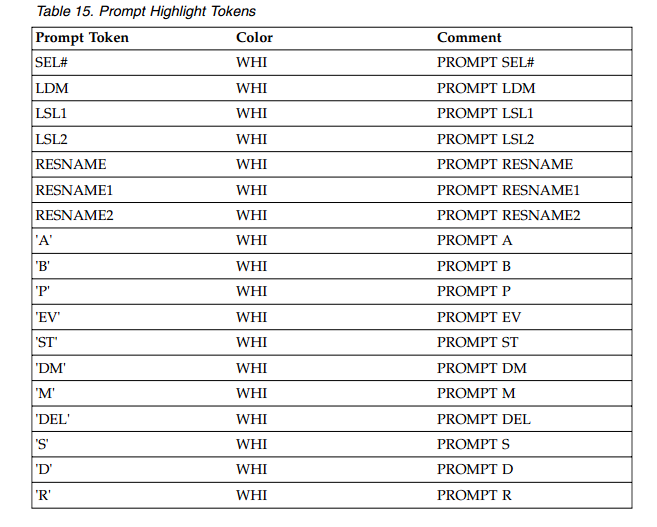 Table 15. Prompt Highlight Tokens
Prompt Token Color Comment
SEL# WHI PROMPT SEL#
LDM WHI PROMPT LDM
LSL1 WHI PROMPT LSL1
LSL2 WHI PROMPT LSL2
RESNAME WHI PROMPT RESNAME
RESNAME1 WHI PROMPT RESNAME1
RESNAME2 WHI PROMPT RESNAME2
'A' WHI PROMPT A
'B' WHI PROMPT B
'P' WHI PROMPT P
'EV' WHI PROMPT EV
'ST' WHI PROMPT ST
'DM' WHI PROMPT DM
'M' WHI PROMPT M
'DEL' WHI PROMPT DEL
'S' WHI PROMPT S
'D' WHI PROMPT D
'R' WHI PROMPT R